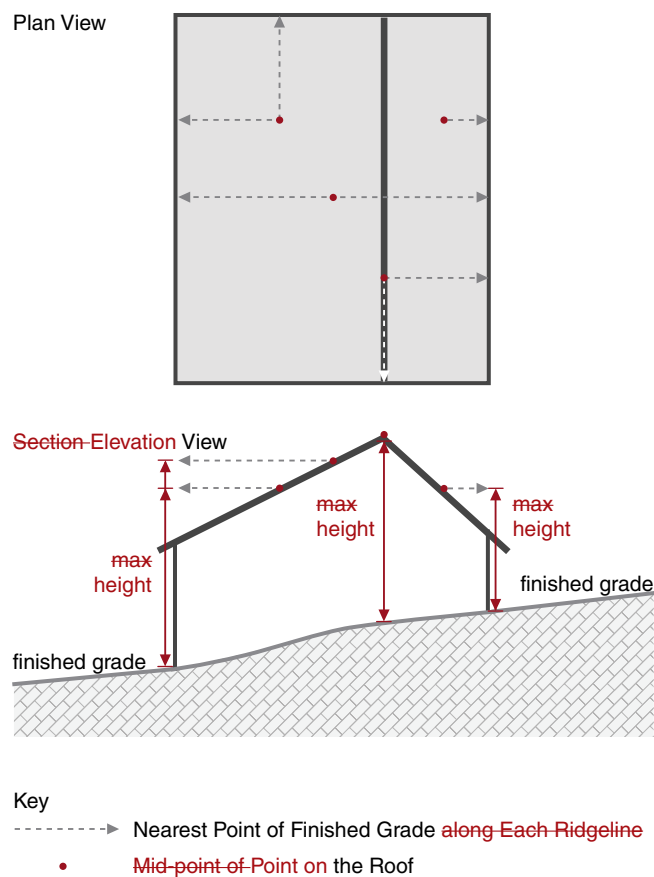 Plan View
Section Elevation View
max
height
max
height
max
height
finished grade
finished grade
Key
Nearest Point of Finished Grade along Each Ridgeline
Mid-point of Point on the Roof